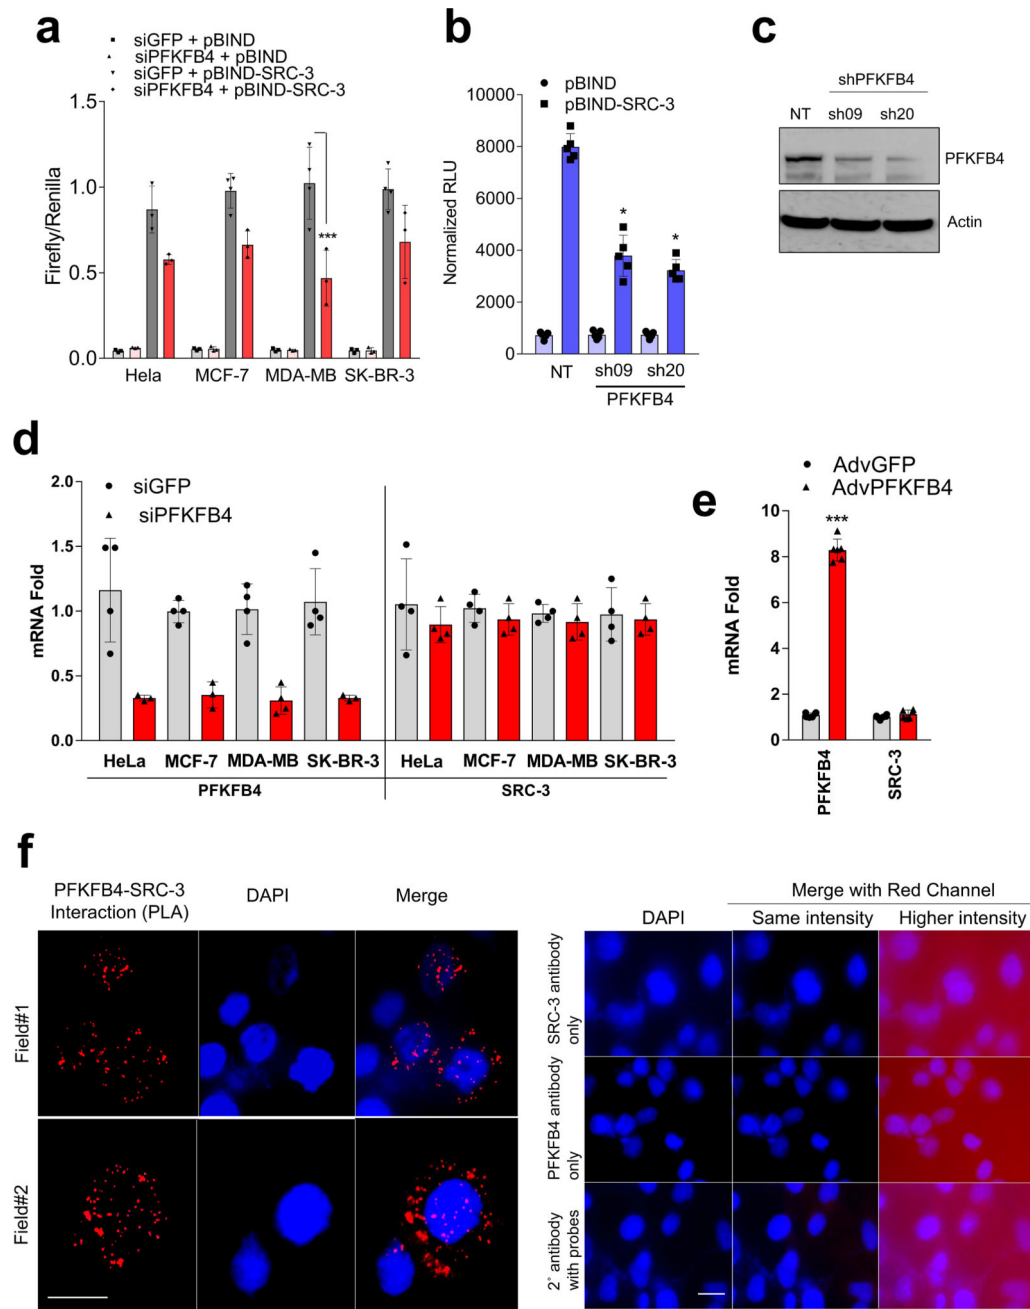 a
siGFP + pBIND
siPFKFB4 + pBIND
siGFP + pBIND-SRC-3
siPFKFB4 + pBIND-SRC-3
Firefly/Renilla
1.5
1.0
0.5
0.0
***
Hela MCF-7 MDA-MB SK-BR-3
b
pBIND
pBIND-SRC-3
Normalized RLU
10000
8000
6000
4000
2000
0
*
*
NT sh09 sh20
PFKFB4
c
shPFKFB4
NT sh09 sh20
PFKFB4
Actin
d
siGFP
siPFKFB4
mRNA Fold
2.0
1.5
1.0
0.5
0.0
HeLa MCF-7 MDA-MB SK-BR-3 HeLa MCF-7 MDA-MB SK-BR-3
PFKFB4 SRC-3
e
AdvGFP
AdvPFKFB4
mRNA Fold
10
8
6
4
2
0
***
PFKFB4
SRC-3
f
PFKFB4-SRC-3
Interaction (PLA)
DAPI
Merge
Field#1
Field#2
Merge with Red Channel
DAPI Same intensity Higher intensity
SRC-3 antibody
only
PFKFB4 antibody
only
2° antibody
with probes